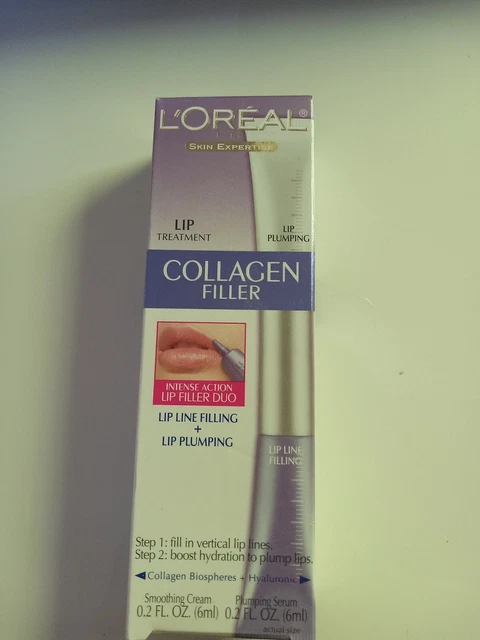 L'ORÉAL®
SKIN EXPERTISE
LIP
TREATMENT
LIP
PLUMPING
COLLAGEN
FILLER
INTENSE ACTION
LIP FILLER DUO
LIP LINE FILLING
+
LIP PLUMPING
LIP LINE
FILLING
Step 1: fill in vertical lip lines.
Step 2: boost hydration to plump lips.
Collagen Biospheres + Hyaluronic
Smoothing Cream
0.2 FL. OZ. (6ml)
Plumping Serum
0.2 FL. OZ. (6ml)
actual size